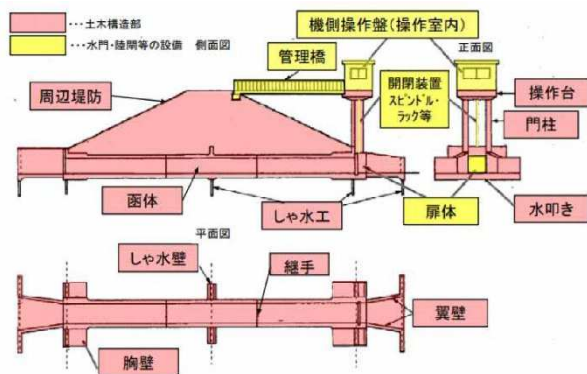 ･･･土木構造部
･･･水門・陸閘等の設備 側面図
機側操作盤(操作室内)
正面図
管理橋
周辺堤防
開閉装置
スピンドル・
ラック等
操作台
門柱
函体
しゃ水工
扉体
水叩き
平面図
しゃ水壁
継手
翼壁
胸壁